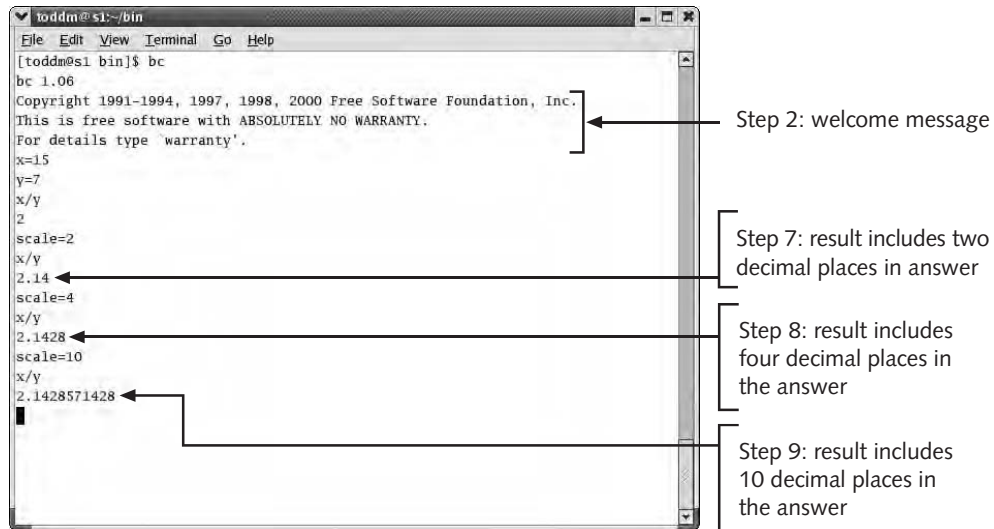 toddm@s1:~/bin
File Edit View Terminal Go Help
[toddm@s1 bin]$ bc
bc 1.06
Copyright 1991-1994, 1997, 1998, 2000 Free Software Foundation, Inc.
This is free software with ABSOLUTELY NO WARRANTY.
For details type `warranty'.
x=15
y=7
x/y
2
scale=2
x/y
2.14
scale=4
x/y
2.1428
scale=10
x/y
2.1428571428
Step 2: welcome message
Step 7: result includes two
decimal places in answer
Step 8: result includes
four decimal places in
the answer
Step 9: result includes
10 decimal places in
the answer